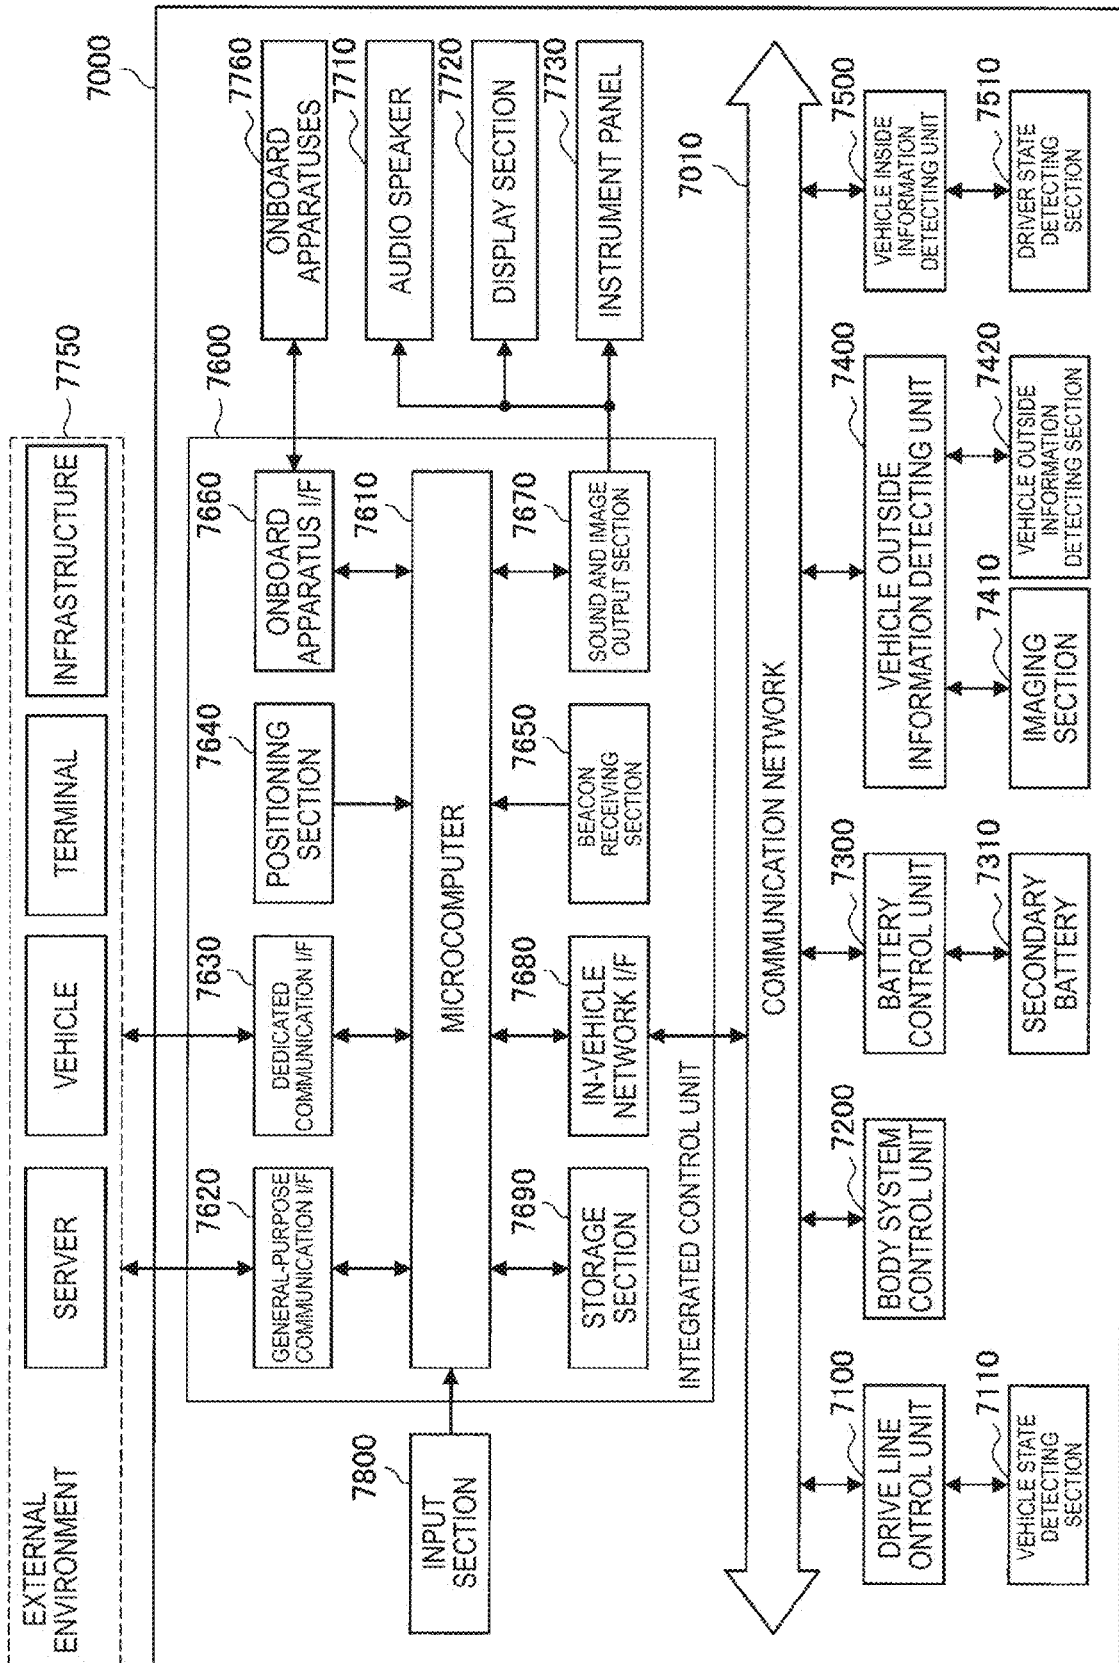 EXTERNAL
ENVIRONMENT
SERVER
VEHICLE
TERMINAL
INFRASTRUCTURE
7750
7000
7600
7620
GENERAL-PURPOSE
COMMUNICATION I/F
7630
DEDICATED
COMMUNICATION I/F
7640
POSITIONING
SECTION
7660
ONBOARD
APPARATUS I/F
7760
ONBOARD
APPARATUSES
7800
INPUT
SECTION
MICROCOMPUTER
7610
7710
AUDIO SPEAKER
7720
DISPLAY SECTION
7730
INSTRUMENT PANEL
7690
STORAGE
SECTION
7680
IN-VEHICLE
NETWORK I/F
7650
BEACON
RECEIVING
SECTION
7670
SOUND AND IMAGE
OUTPUT SECTION
INTEGRATED CONTROL UNIT
7010
COMMUNICATION NETWORK
7100
DRIVE LINE
ONTROL UNIT
7200
BODY SYSTEM
CONTROL UNIT
7300
BATTERY
CONTROL UNIT
7400
VEHICLE OUTSIDE
INFORMATION DETECTING UNIT
7500
VEHICLE INSIDE
INFORMATION
DETECTING UNIT
7110
VEHICLE STATE
DETECTING
SECTION
7310
SECONDARY
BATTERY
7410
IMAGING
SECTION
7420
VEHICLE OUTSIDE
INFORMATION
DETECTING SECTION
7510
DRIVER STATE
DETECTING
SECTION